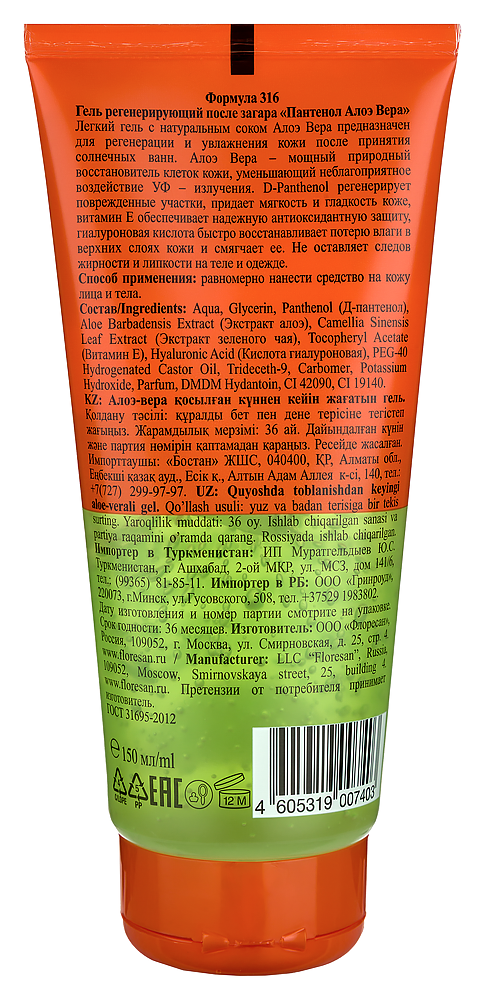 Формула 316
Гель регенерирующий после загара «Пантенол Алоэ Вера»
Легкий гель с натуральным соком Алоэ Вера предназначен
для регенерации и увлажнения кожи после принятия
солнечных ванн. Алоэ Вера – мощный природный
восстановитель клеток кожи, уменьшающий неблагоприятное
воздействие УФ – излучения. D-Panthenol регенерирует
поврежденные участки, придает мягкость и гладкость коже,
витамин Е обеспечивает надежную антиоксидантную защиту,
гиалуроновая кислота быстро восстанавливает потерю влаги в
верхних слоях кожи и смягчает ее. Не оставляет следов
жирности и липкости на теле и одежде.
Способ применения: равномерно нанести средство на кожу
лица и тела.
Состав/Ingredients: Aqua, Glycerin, Panthenol (Д-пантенол),
Aloe Barbadensis Extract (Экстракт алоэ), Camellia Sinensis
Leaf Extract (Экстракт зеленого чая), Tocopheryl Acetate
(Витамин Е), Hyaluronic Acid (Кислота гиалуроновая), PEG-40
Hydrogenated Castor Oil, Trideceth-9, Carbomer, Potassium
Hydroxide, Parfum, DMDM Hydantoin, CI 42090, CI 19140.
KZ: Алоэ-вера қосылған күниен кейін жағатын гель.
Қолдану тәсілі: құралды бет пен дене терісіне тегістеп
жағыңыз. Жарамдылық мерзімі: 36 ай. Дайындалған күнін
және партия нөмірін қаптамадан қараңыз. Ресейде жасалған.
Импорттаушы: «Бостан» ЖШС, 040400, ҚР, Алматы обл.,
Еңбекші қазақ ауд., Есік қ., Алтын Адам Аллея к-сі, 140, тел.:
+7(727) 299-97-97. UZ: Quyoshda toblanishdan keyingi
aloe-verali gel. Qo’llash usuli: yuz va badan terisiga bir tekis
surting. Yaroqlilik muddati: 36 oy. Ishlab chiqarilgan sanasi va
partiya raqamini o’ramda qarang. Rossiyada ishlab chiqarilgan.
Импортер в Туркменистан: ИП Муратгельдыев Ю.С.
Туркменистан, г. Ашхабад, 2-ой МКР, ул. МСЗ, дом 141/6,
тел.: (99365) 81-85-11. Импортер в РБ: ООО «Гринроуд»,
220073, г.Минск, ул.Гусовского, 508, тел. +37529 1983802.
Дату изготовления и номер партии смотрите на упаковке.
Срок годности: 36 месяцев. Изготовитель: ООО «Флоресан»,
Россия, 109052, г. Москва, ул. Смирновская, д. 25, стр. 4.
www.floresan.ru / Manufacturer: LLC “Floresan”, Russia,
109052, Moscow, Smirnovskaya street, 25, building 4.
www.floresan.ru. Претензии от потребителя принимает
изготовитель.
ГОСТ 31695-2012
℮ 150 мл/ml
5
PP
EAC
12 M
4 605319 007403